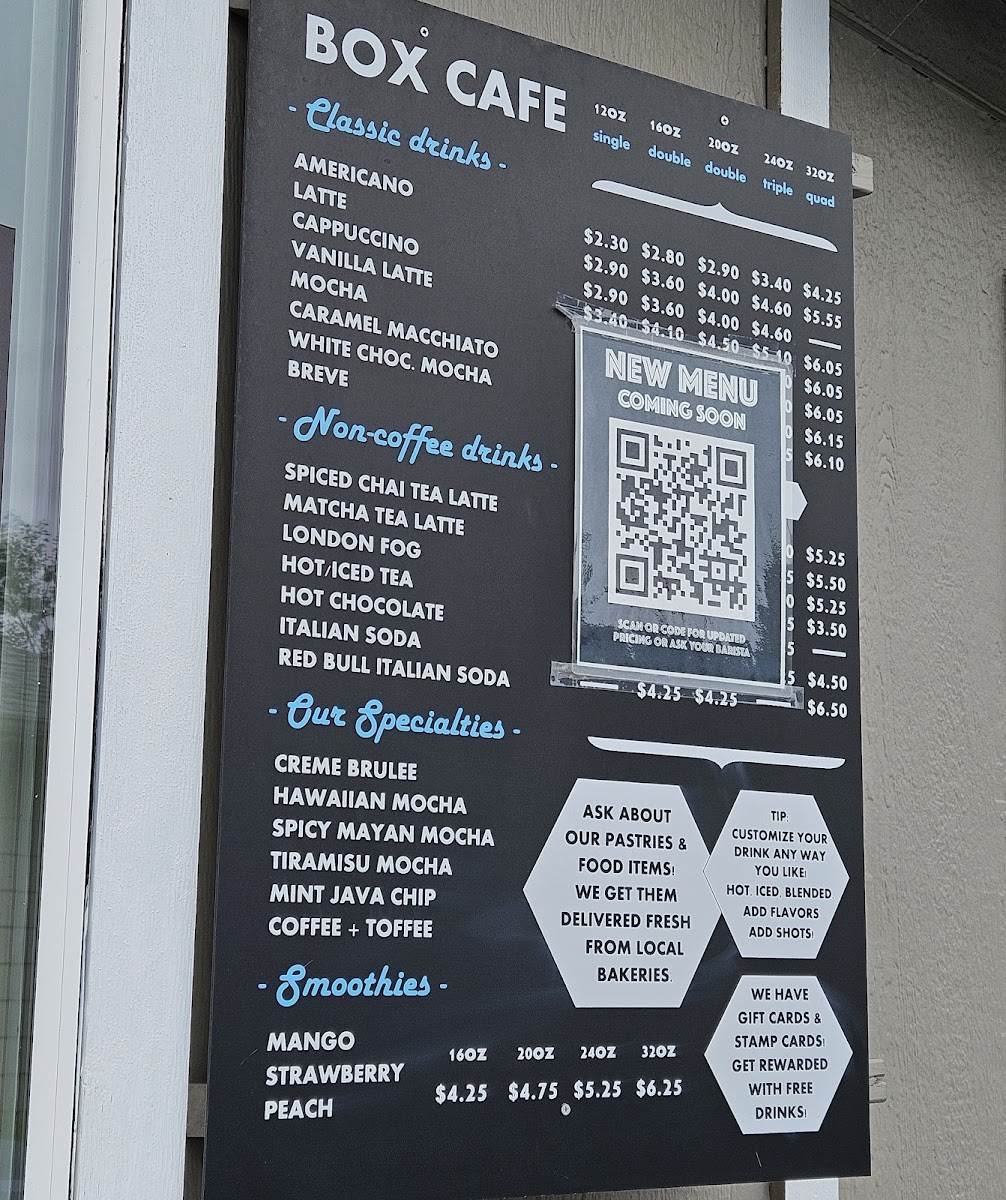 BOX CAFE
12OZ 16OZ 20OZ 24OZ 32OZ
single double double triple quad
- Classic drinks -
AMERICANO $2.30 $2.80 $2.90 $3.40 $4.25
LATTE $2.90 $3.60 $4.00 $4.60 $5.55
CAPPUCCINO $2.90 $3.60 $4.00 $4.60
VANILLA LATTE $3.40 $4.10 $4.50 $5.10 $6.05
MOCHA $6.05
CARAMEL MACCHIATO $6.05
WHITE CHOC. MOCHA $6.15
BREVE $6.10
NEW MENU
COMING SOON
SCAN QR CODE FOR UPDATED
PRICING OR ASK YOUR BARISTA
- Non-coffee drinks -
SPICED CHAI TEA LATTE $5.25
MATCHA TEA LATTE $5.50
LONDON FOG $5.25
HOT/ICED TEA $3.50
HOT CHOCOLATE
ITALIAN SODA $4.50
RED BULL ITALIAN SODA $4.25 $4.25 $6.50
- Our Specialties -
CREME BRULEE
HAWAIIAN MOCHA
SPICY MAYAN MOCHA
TIRAMISU MOCHA
MINT JAVA CHIP
COFFEE + TOFFEE
ASK ABOUT
OUR PASTRIES &
FOOD ITEMS!
WE GET THEM
DELIVERED FRESH
FROM LOCAL
BAKERIES.
TIP:
CUSTOMIZE YOUR
DRINK ANY WAY
YOU LIKE!
HOT, ICED, BLENDED
ADD FLAVORS
ADD SHOTS!
- Smoothies -
MANGO
STRAWBERRY
PEACH
16OZ 20OZ 24OZ 32OZ
$4.25 $4.75 $5.25 $6.25
WE HAVE
GIFT CARDS &
STAMP CARDS!
GET REWARDED
WITH FREE
DRINKS!